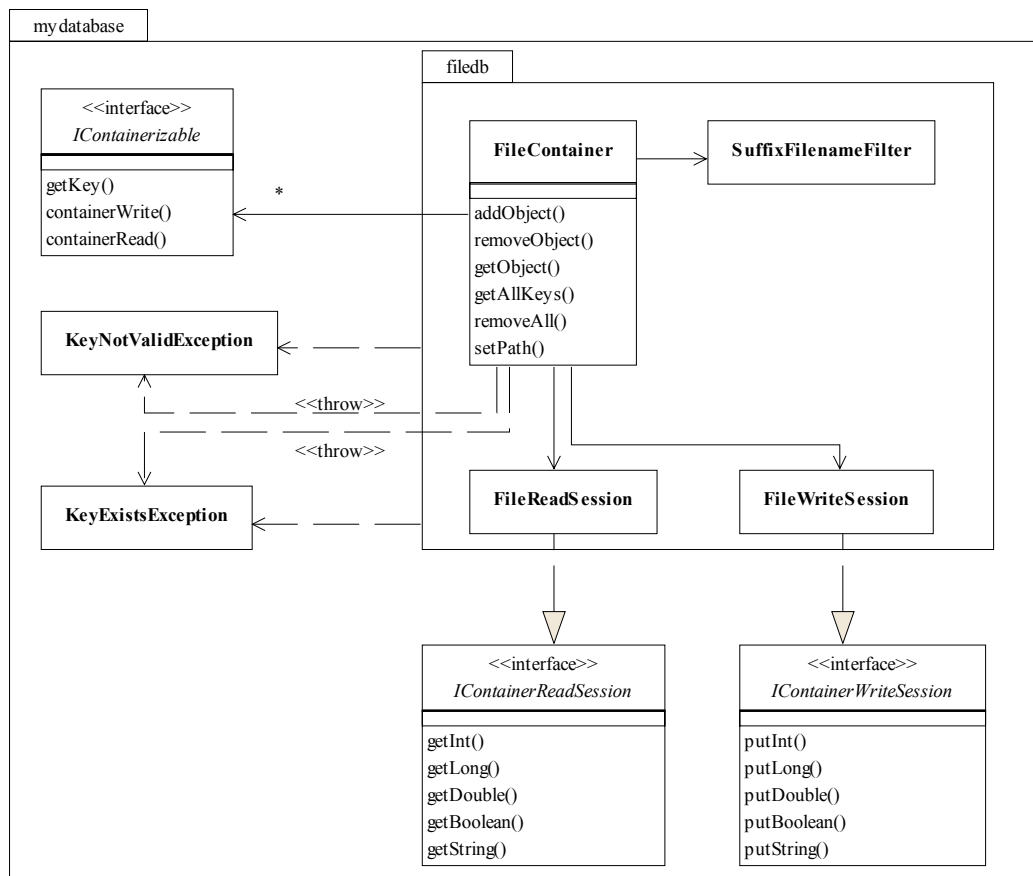 mydatabase
filedb
<<interface>>
IContainerizable
getKey()
containerWrite()
containerRead()
*
FileContainer
addObject()
removeObject()
getObject()
getAllKeys()
removeAll()
setPath()
SuffixFilenameFilter
KeyNotValidException
<<throw>>
<<throw>>
KeyExistsException
FileReadSession
FileWriteSession
<<interface>>
IContainerReadSession
getInt()
getLong()
getDouble()
getBoolean()
getString()
<<interface>>
IContainerWriteSession
putInt()
putLong()
putDouble()
putBoolean()
putString()